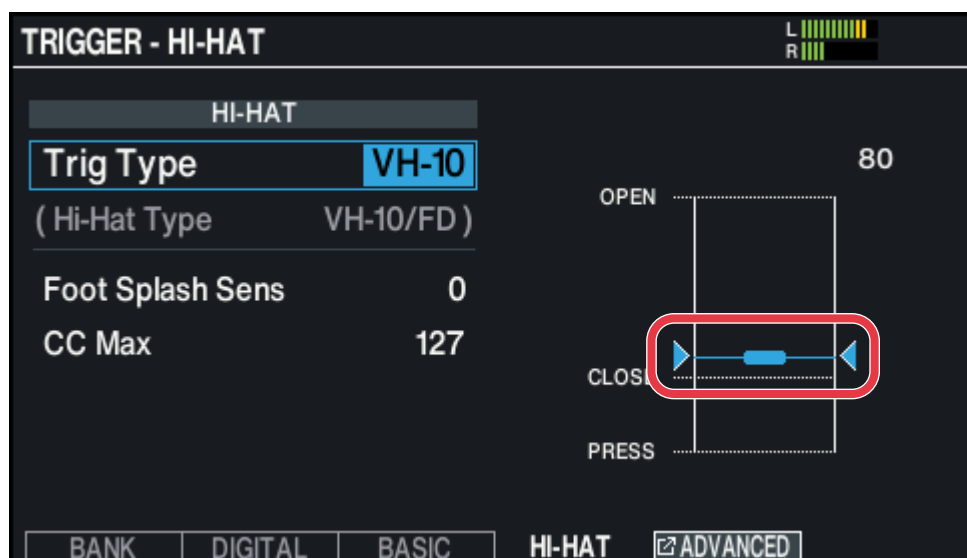 TRIGGER - HI-HAT
L
R
HI-HAT
Trig Type VH-10
( Hi-Hat Type VH-10/FD )
Foot Splash Sens 0
CC Max 127
80
OPEN
CLOS
PRESS
BANK DIGITAL BASIC HI-HAT ADVANCED